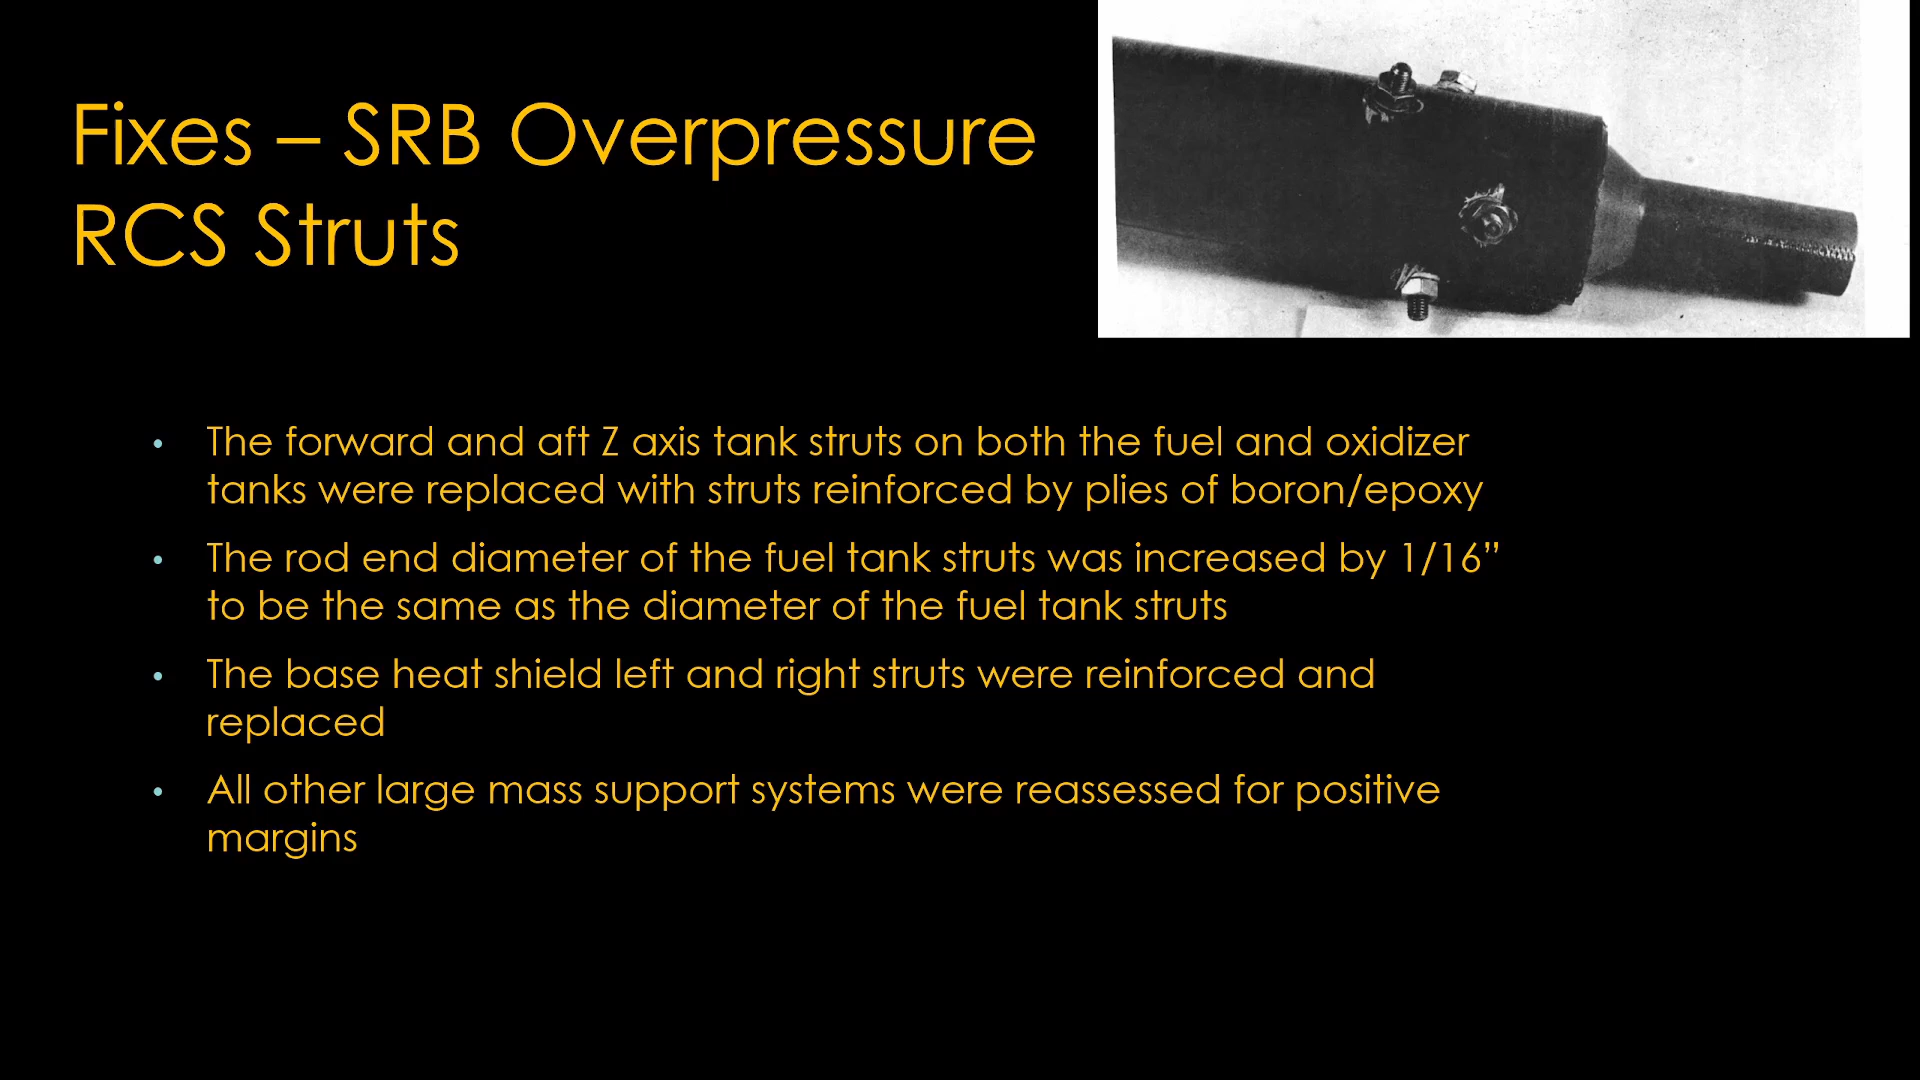 Fixes – SRB Overpressure
RCS Struts
• The forward and aft Z axis tank struts on both the fuel and oxidizer
tanks were replaced with struts reinforced by plies of boron/epoxy
• The rod end diameter of the fuel tank struts was increased by 1/16”
to be the same as the diameter of the fuel tank struts
• The base heat shield left and right struts were reinforced and
replaced
• All other large mass support systems were reassessed for positive
margins